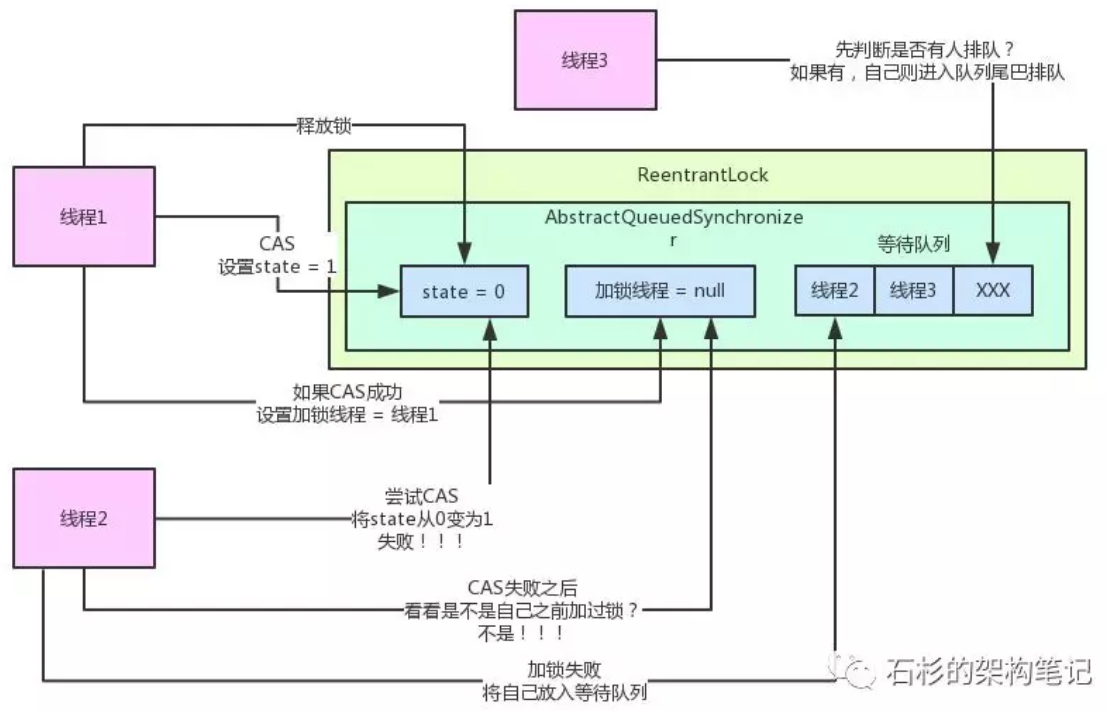 线程3
先判断是否有人排队？
如果有，自己则进入队列尾巴排队
释放锁
线程1
ReentrantLock
AbstractQueuedSynchronize
r
CAS
设置state = 1
等待队列
state = 0
加锁线程 = null
线程2
线程3
XXX
如果CAS成功
设置加锁线程 = 线程1
线程2
尝试CAS
将state从0变为1
失败！！！
CAS失败之后
看看是不是自己之前加过锁？
不是！！！
加锁失败
将自己放入等待队列
石杉的架构笔记